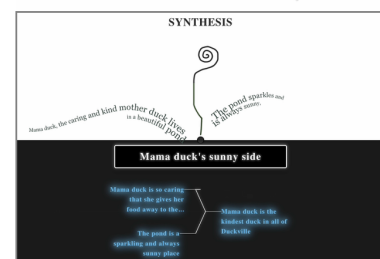 SYNTHESIS
Mama duck, the caring and kind mother duck lives
is a beautiful pond
The pond sparkles and
is always sunny.
Mama duck's sunny side
Mama duck is so caring
that she gives her
food away to the...
Mama duck is the
kindest duck in all of
Duckville
The pond is a
sparkling and always
sunny place